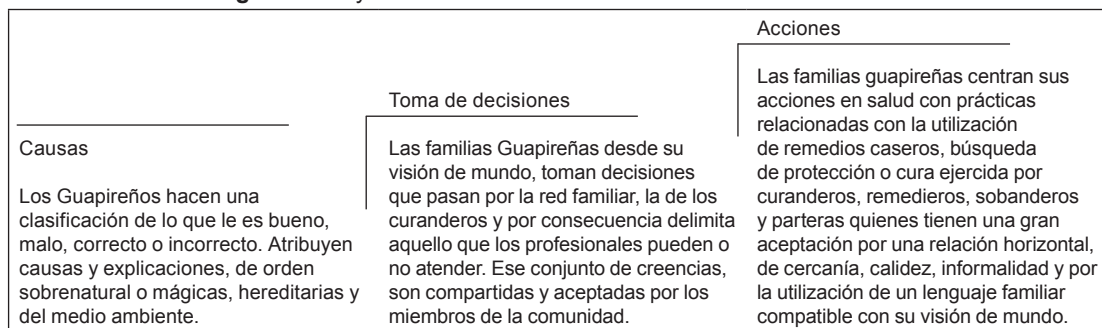 Causas
Los Guapireños hacen una
clasificación de lo que le es bueno,
malo, correcto o incorrecto. Atribuyen
causas y explicaciones, de orden
sobrenatural o mágicas, hereditarias y
del medio ambiente.
Toma de decisiones
Las familias Guapireñas desde su
visión de mundo, toman decisiones
que pasan por la red familiar, la de los
curanderos y por consecuencia delimita
aquello que los profesionales pueden o
no atender. Ese conjunto de creencias,
son compartidas y aceptadas por los
miembros de la comunidad.
Acciones
Las familias guapireñas centran sus
acciones en salud con prácticas
relacionadas con la utilización
de remedios caseros, búsqueda
de protección o cura ejercida por
curanderos, remedieros, sobanderos
y parteras quienes tienen una gran
aceptación por una relación horizontal,
de cercanía, calidez, informalidad y por
la utilización de un lenguaje familiar
compatible con su visión de mundo.